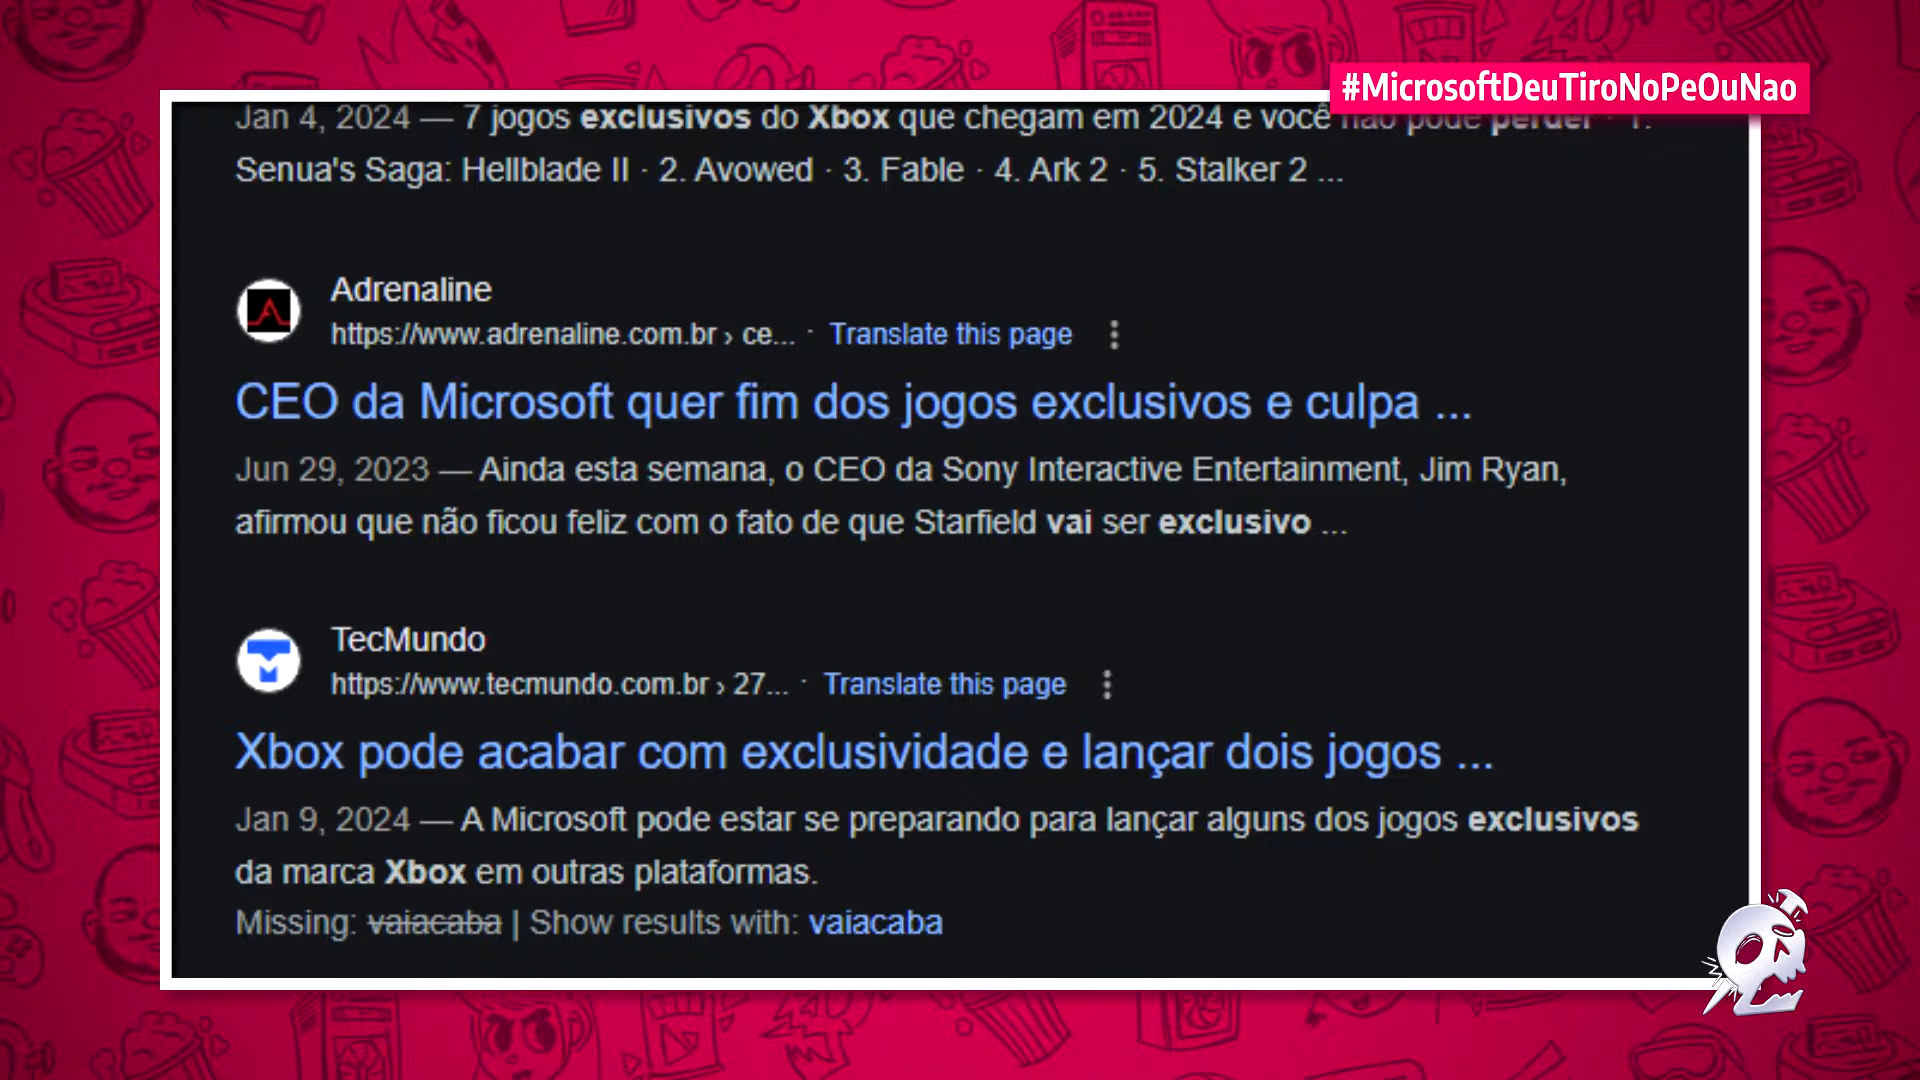 #MicrosoftDeuTiroNoPeOuNao
Jan 4, 2024 — 7 jogos exclusivos do Xbox que chegam em 2024 e você não pode perder · 1.
Senua's Saga: Hellblade II · 2. Avowed · 3. Fable · 4. Ark 2 · 5. Stalker 2 ...
Adrenaline
https://www.adrenaline.com.br › ce... · Translate this page
CEO da Microsoft quer fim dos jogos exclusivos e culpa ...
Jun 29, 2023 — Ainda esta semana, o CEO da Sony Interactive Entertainment, Jim Ryan,
afirmou que não ficou feliz com o fato de que Starfield vai ser exclusivo ...
TecMundo
https://www.tecmundo.com.br › 27... · Translate this page
Xbox pode acabar com exclusividade e lançar dois jogos ...
Jan 9, 2024 — A Microsoft pode estar se preparando para lançar alguns dos jogos exclusivos
da marca Xbox em outras plataformas.
Missing: vaiacaba | Show results with: vaiacaba